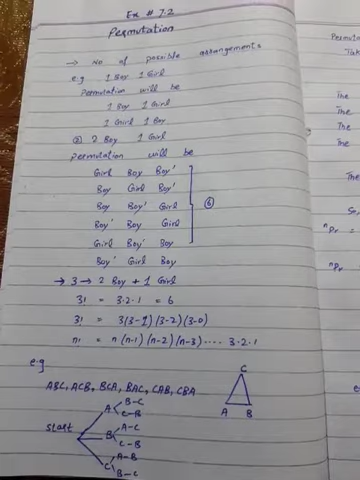 Ex # 7.2
Permutation
→ No of possible arrangements
e.g 1 Boy 1 Girl
Permutation will be
1 Boy 1 Girl
1 Girl 1 Boy
② 2 Boy 1 Girl
Permutation will be
Girl Boy Boy'
Boy Girl Boy'
Boy Boy' Girl
⑥
Boy' Boy Girl
Girl Boy' Boy
Boy' Girl Boy
→ 3 → 2 Boy + 1 Girl
3! = 3·2·1 = 6
3! = 3(3-1)(3-2)(3-0)
n! = n(n-1)(n-2)(n-3)····· 3·2·1
e.g
ABC, ACB, BCA, BAC, CAB, CBA
C
A B
start
A B-C
C-B
B A-C
C-B
C A-B
B-C
Permuta
Tak
The
The
The
The
The
So,
nPr =
nPr